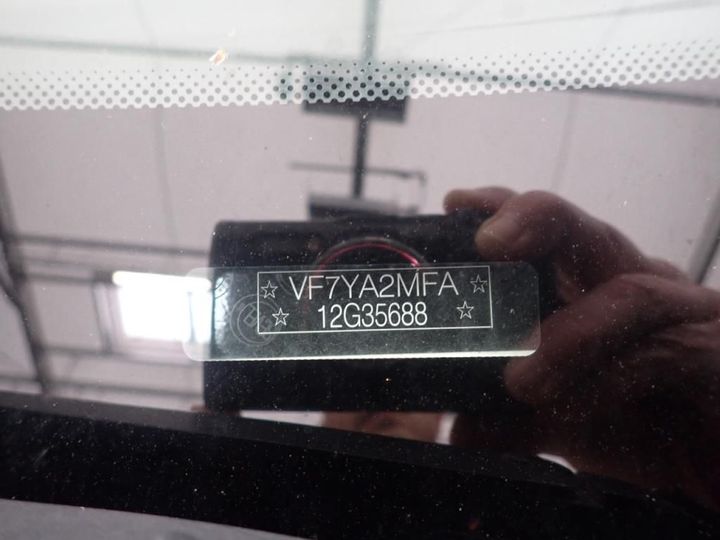 ☆ VF7YA2MFA ☆
☆ 12G35688 ☆